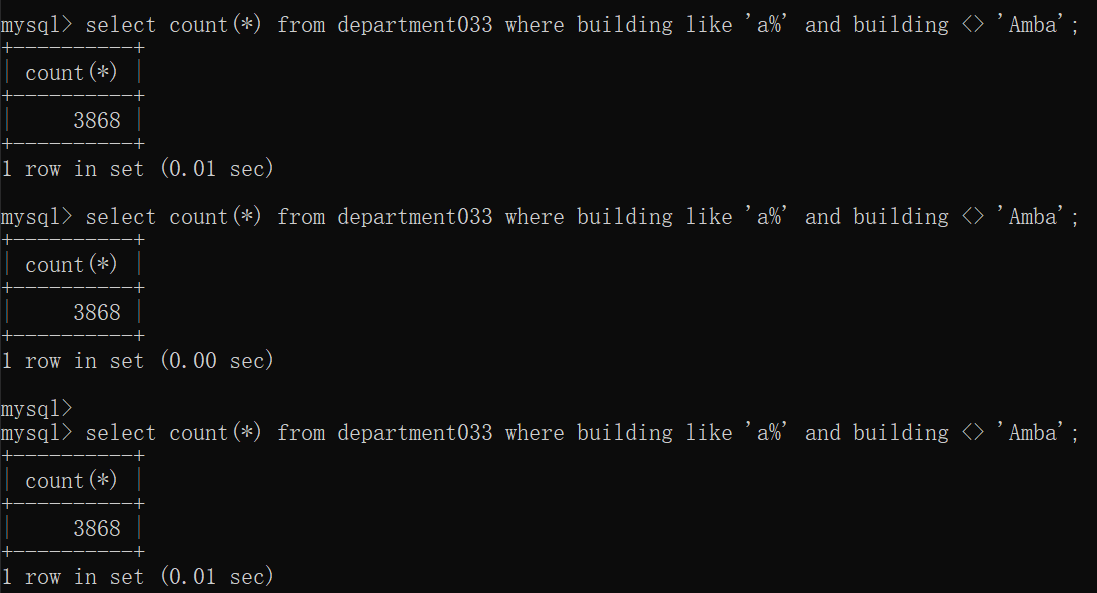 mysql> select count(*) from department033 where building like 'a%' and building <> 'Amba';
+----------+
| count(*) |
+----------+
|     3868 |
+----------+
1 row in set (0.01 sec)

mysql> select count(*) from department033 where building like 'a%' and building <> 'Amba';
+----------+
| count(*) |
+----------+
|     3868 |
+----------+
1 row in set (0.00 sec)

mysql>
mysql> select count(*) from department033 where building like 'a%' and building <> 'Amba';
+----------+
| count(*) |
+----------+
|     3868 |
+----------+
1 row in set (0.01 sec)